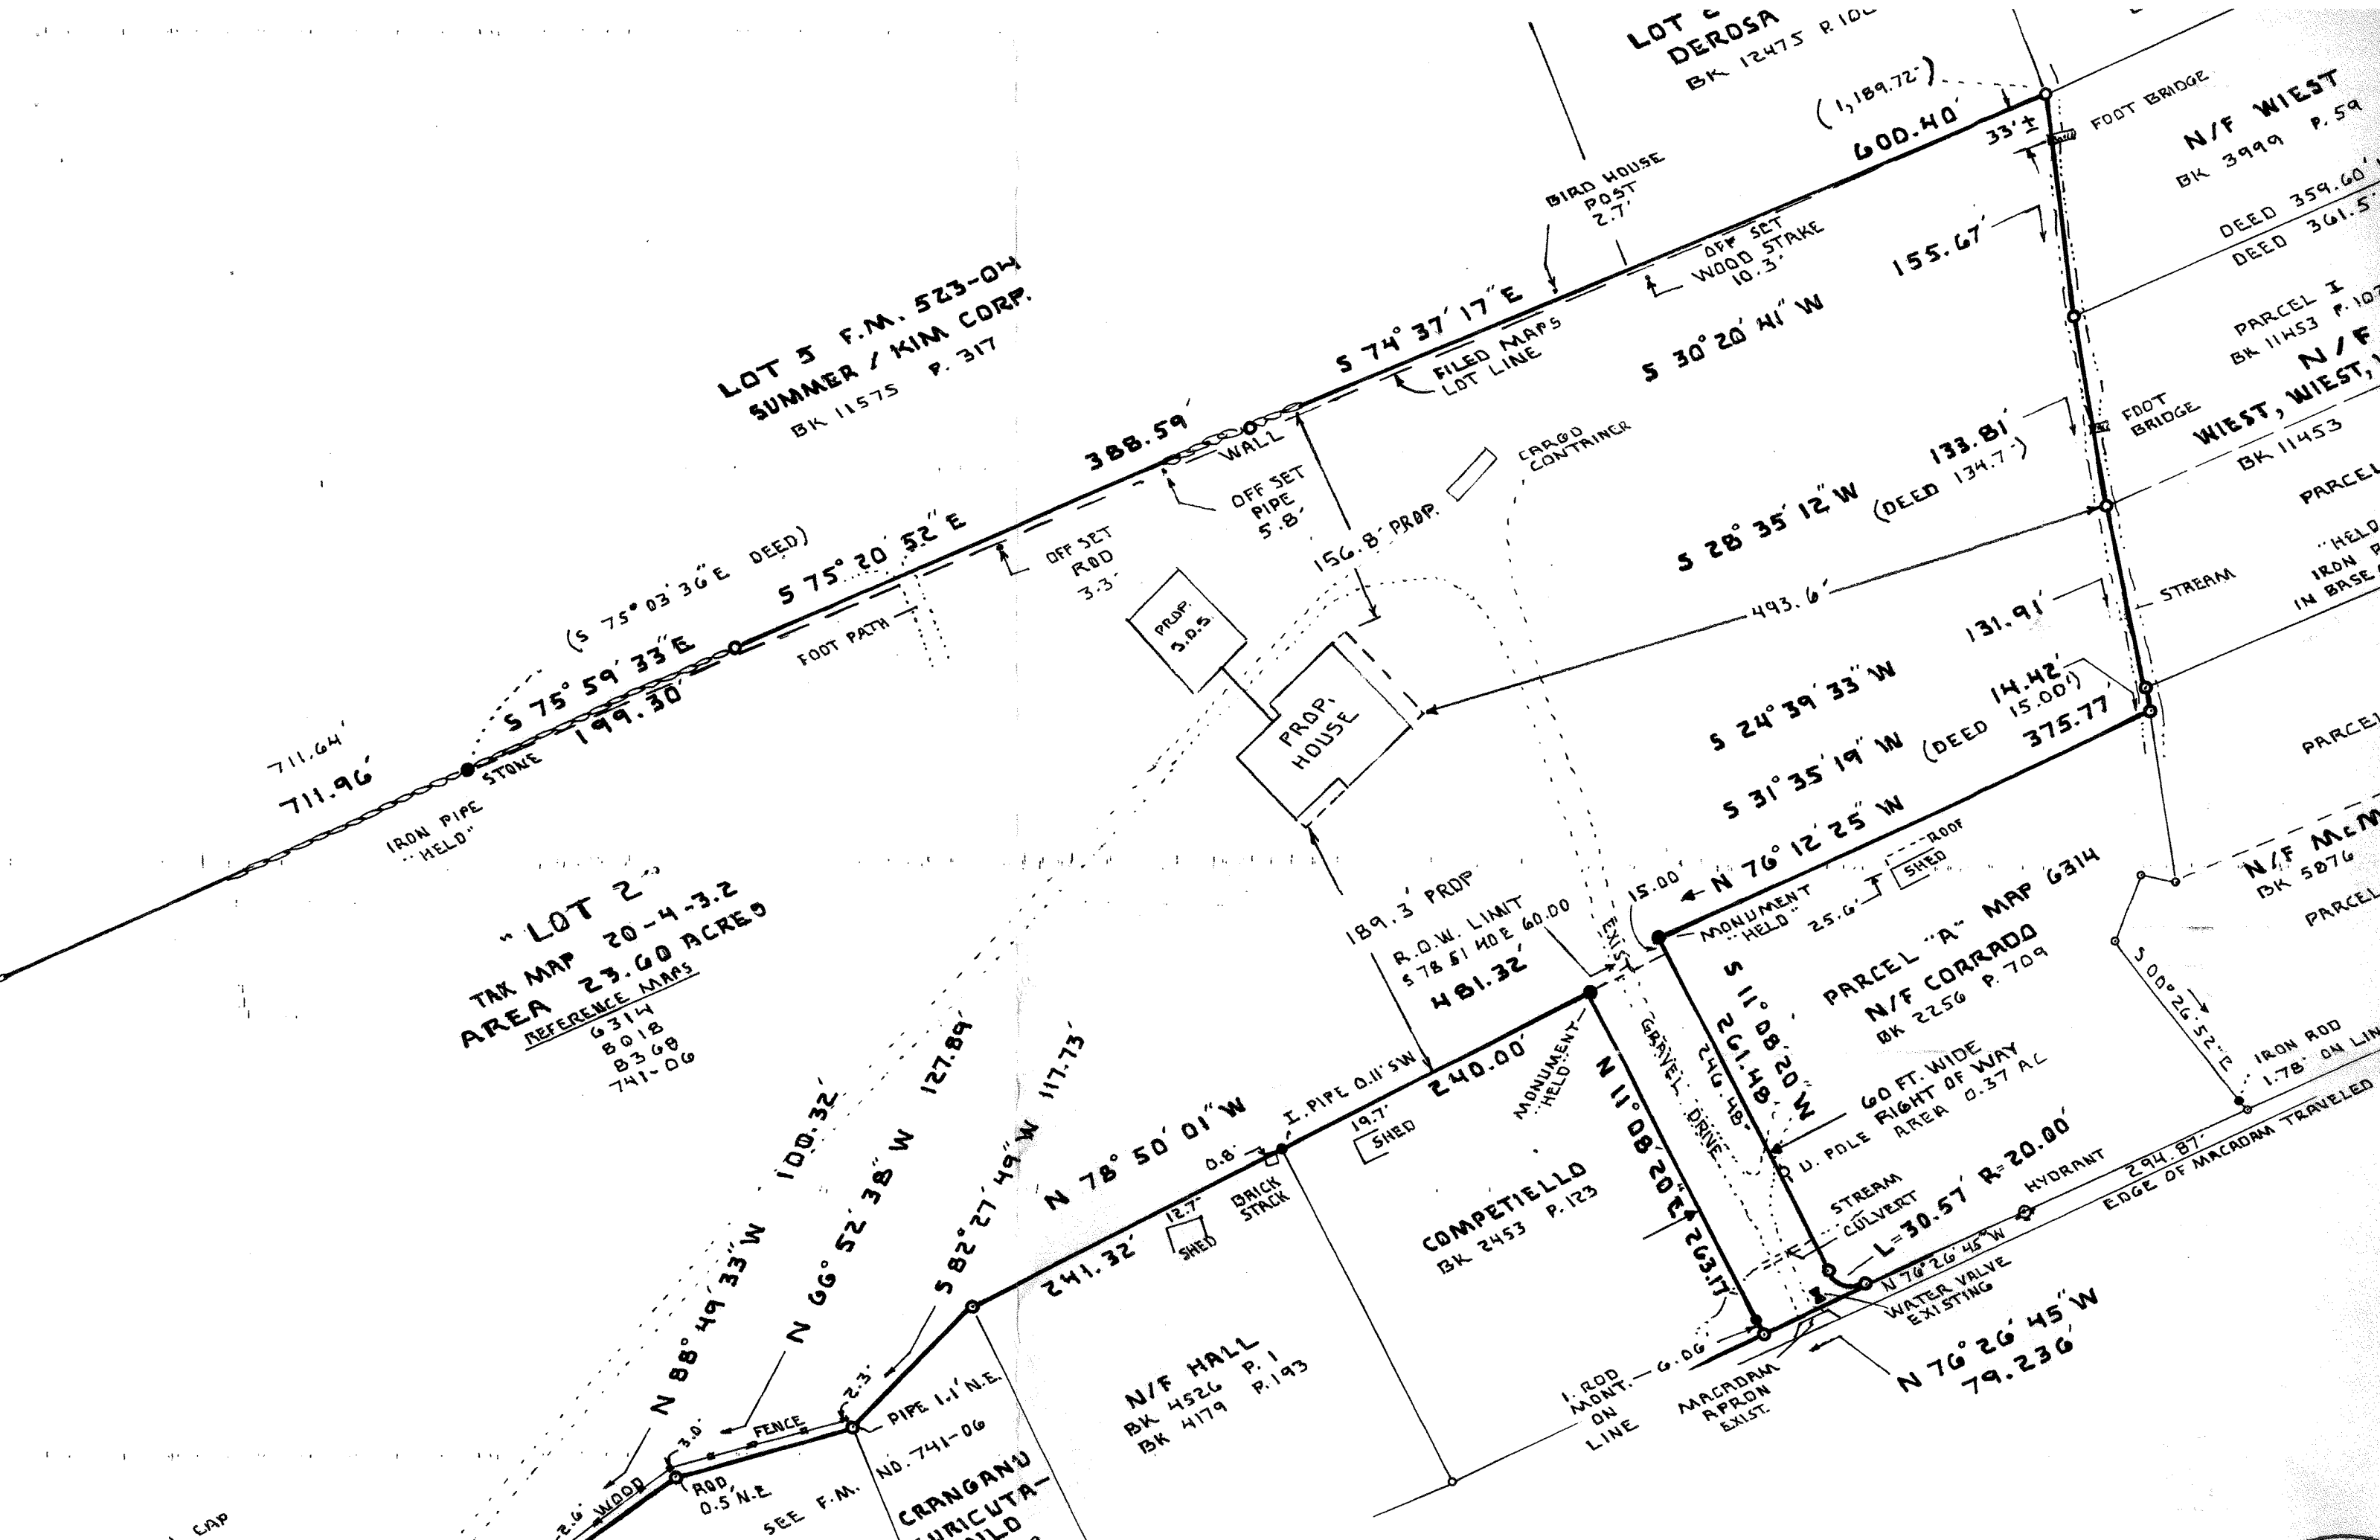 DEROSA
BK 12475
(1,189.72')
600.40'
33'±
FOOT BRIDGE
N/F WIEST
BK 3999 P. 59
DEED 359.60'
DEED 361.5'
PARCEL I
BK 11453
N/F
WIEST, WIEST,
BK 11453
PARCEL
"HELD
IRON
IN BASE
BIRD HOUSE
POST
2.7'
OFF SET
WOOD STAKE
10.3'
155.67'
S 30° 20' 41" W
S 74° 37' 17" E
FILED MAPS
LOT LINE
LOT 5 F.M. 523-04
SUMMER / KIM CORP.
BK 11575 P. 317
388.59'
WALL
OFF SET
PIPE
5.8'
CARGO
CONTAINER
156.8' PROP.
133.81'
(DEED 134.7')
S 28° 35' 12" W
FOOT
BRIDGE
STREAM
(S 75° 03' 36" E DEED)
S 75° 20' 52" E
OFF SET
ROD
3.3'
FOOT PATH
S 75° 59' 33" E
199.30'
STONE
711.64'
711.96'
IRON PIPE
"HELD"
PROP.
S.D.S.
PROP.
HOUSE
493.6'
131.91'
S 24° 39' 33" W
14.42'
(DEED 15.00')
S 31° 35' 19" W
375.77'
N 76° 12' 25" W
PARCEL
ROOF
SHED
25.6'
MONUMENT
"HELD"
15.00'
"LOT 2"
TAX MAP 20-4-3.2
AREA 23.60 ACRES
REFERENCE MAPS
6314
8018
8368
741-06
189.3' PROP
R.O.W. LIMIT
S 78 51 40 E 60.00
481.32'
EXIST.
GRAVEL DRIVE
PARCEL "A" MAP 6314
N/F CORRADO
BK 2256 P. 709
S 11° 08' 20" W
261.48'
246.48'
60 FT. WIDE
RIGHT OF WAY
AREA 0.37 AC
U. POLE
N/F
BK 5876
PARCEL
S 00° 26' 52" E
IRON ROD
1.78' ON LIN
294.87'
EDGE OF MACADAM TRAVELED
HYDRANT
N 76° 26' 45" W
L=30.57' R=20.00'
STREAM
CULVERT
WATER VALVE
EXISTING
N 76° 26' 45" W
79.236'
MACADAM
APRON
EXIST.
I. ROD
MONT.
ON
LINE
6.06'
N 11° 08' 20" E 263.17'
MONUMENT
"HELD"
240.00'
I. PIPE 0.11' SW
19.7'
SHED
COMPETIELLO
BK 2453 P. 123
0.8'
BRICK
STACK
N 78° 50' 01" W
241.32'
12.7'
SHED
N/F HALL
BK 4526 P. 1
BK 4179 P. 193
S 82° 27' 49" W 117.73'
N 66° 52' 38" W 127.89'
N 88° 49' 33" W 100.32'
2.3'
PIPE 1.1' N.E.
FENCE
3.0'
ROD
0.5' N.E.
WOOD
2.6'
SEE F.M. NO. 741-06
CAP